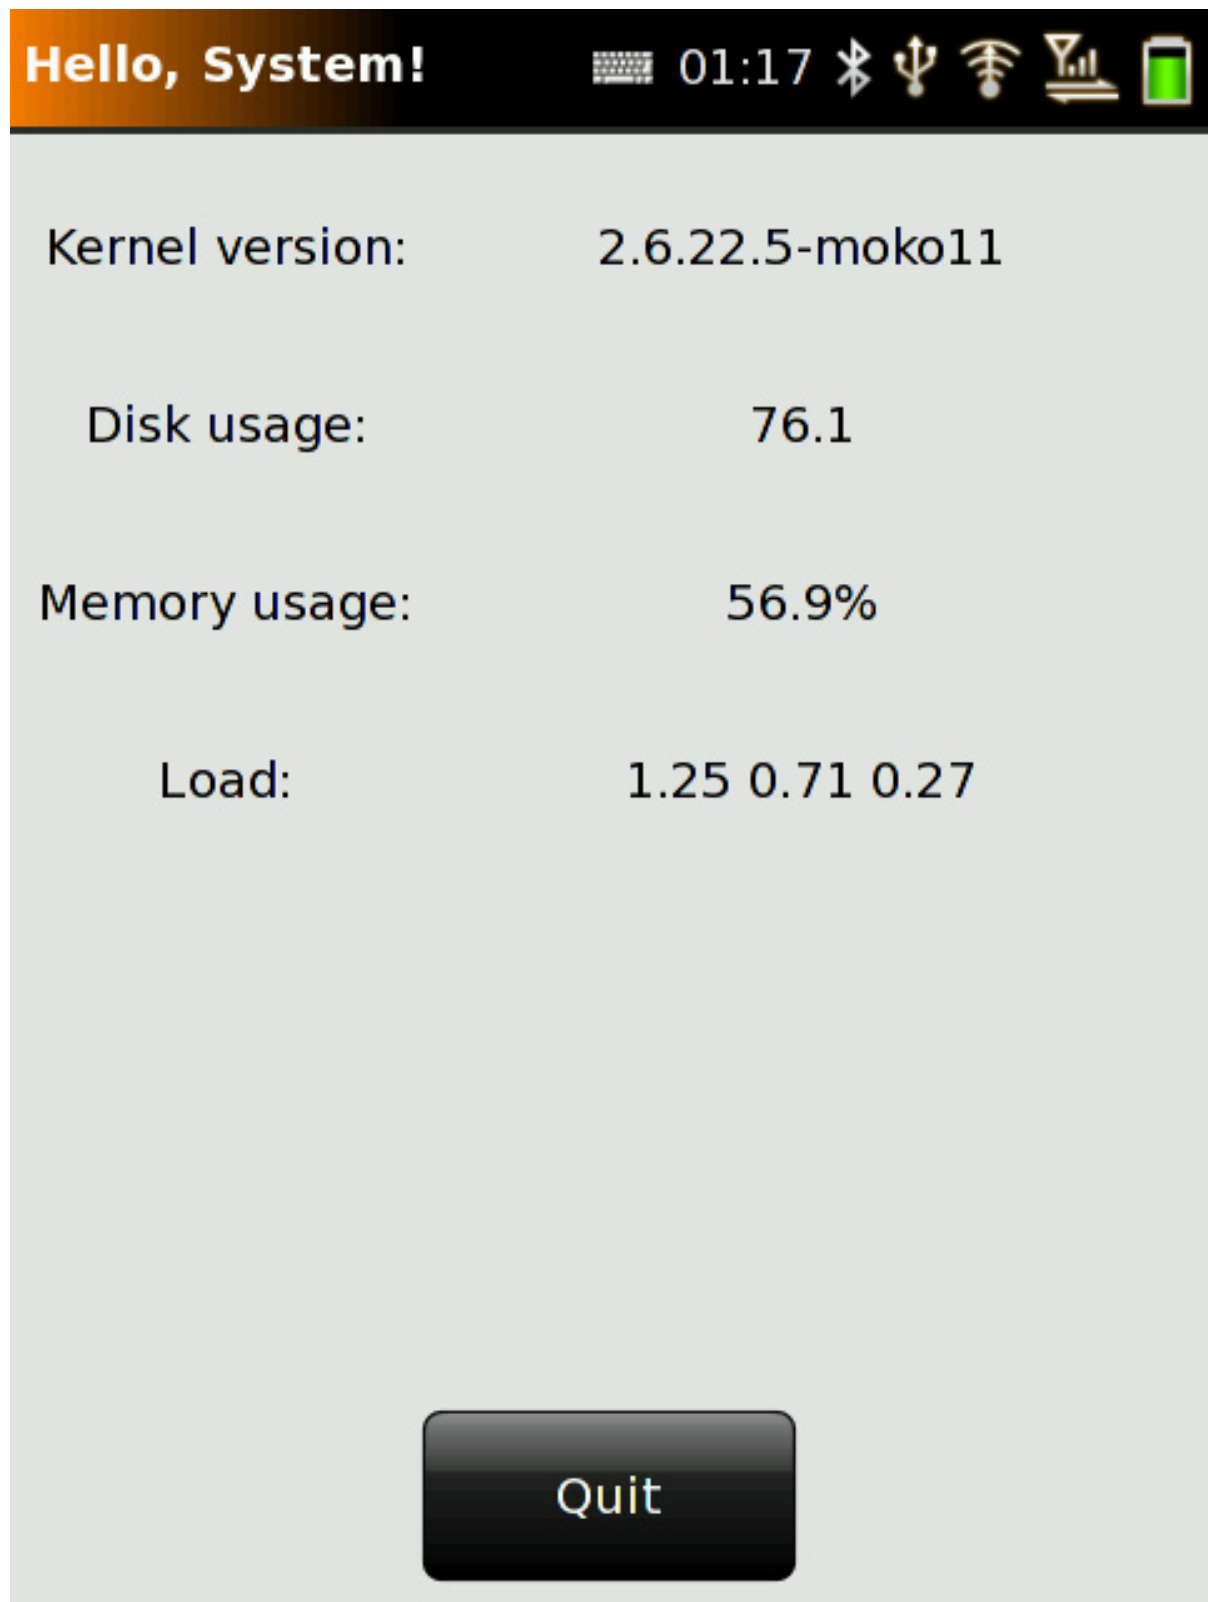 Hello, System! 01:17
Kernel version: 2.6.22.5-moko11
Disk usage: 76.1
Memory usage: 56.9%
Load: 1.25 0.71 0.27
Quit